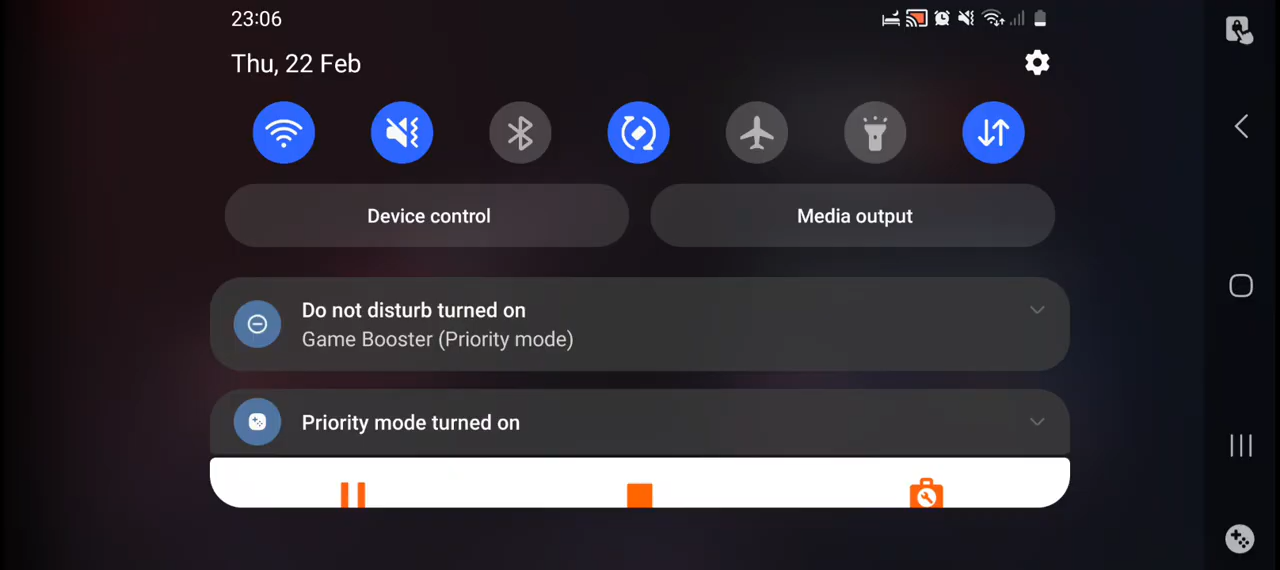 23:06
Thu, 22 Feb
Device control
Media output
Do not disturb turned on
Game Booster (Priority mode)
Priority mode turned on